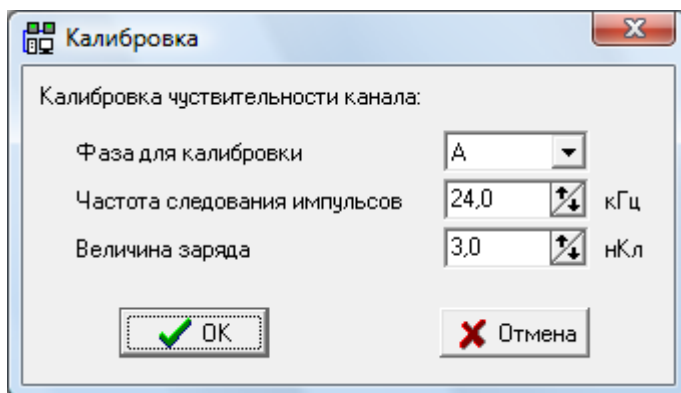 Калибровка
Калибровка чуствительности канала:
Фаза для калибровки A
Частота следования импульсов 24,0 кГц
Величина заряда 3,0 нКл
OK Отмена